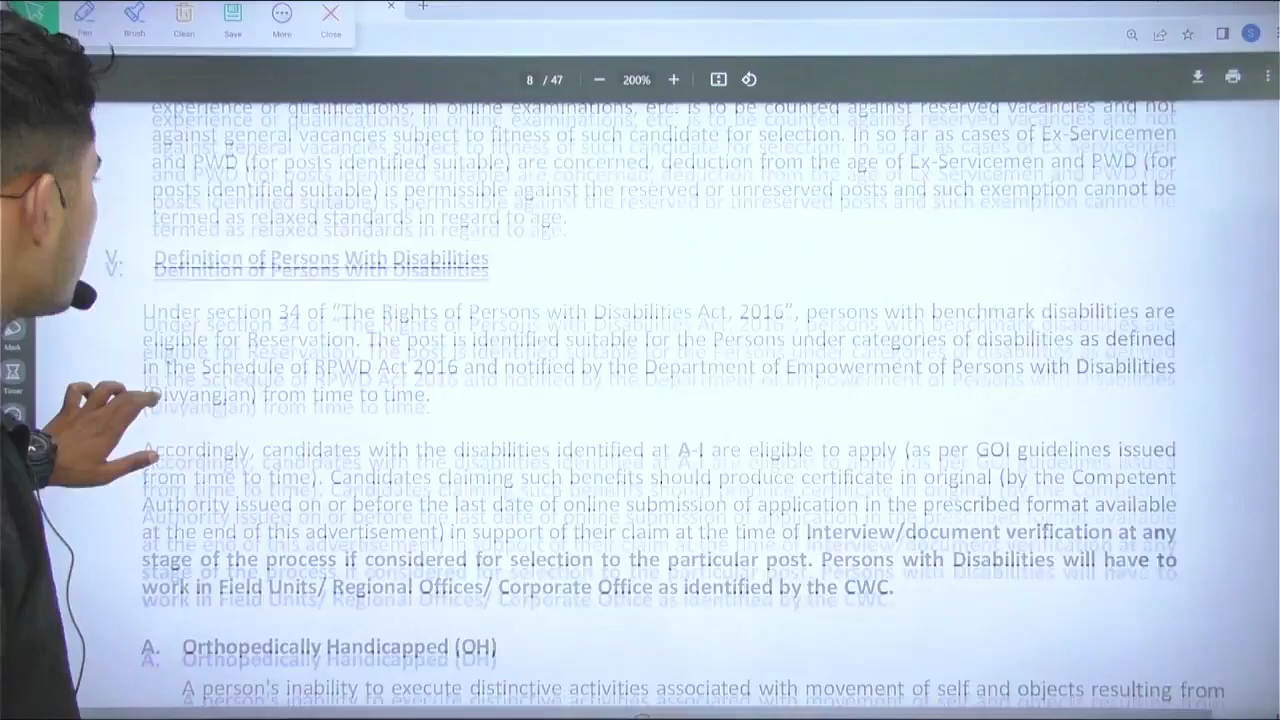 Pen Brush Clean Save More Close
S
8 / 47 200%
experience or qualifications, in online examinations, etc. is to be counted against reserved vacancies and not
against general vacancies subject to fitness of such candidate for selection. In so far as cases of Ex-Servicemen
and PWD (for posts identified suitable) are concerned, deduction from the age of Ex-Servicemen and PWD (for
posts identified suitable) is permissible against the reserved or unreserved posts and such exemption cannot be
termed as relaxed standards in regard to age.
V. Definition of Persons With Disabilities
Under section 34 of “The Rights of Persons with Disabilities Act, 2016”, persons with benchmark disabilities are
eligible for Reservation. The posts identified suitable for the Persons under categories of disabilities as defined
in the Schedule of RPWD Act 2016 and notified by the Department of Empowerment of Persons with Disabilities
(Divyangjan) from time to time.
Accordingly, candidates with the disabilities identified at A-I are eligible to apply (as per GOI guidelines issued
from time to time). Candidates claiming such benefits should produce certificate in original (by the Competent
Authority issued on or before the last date of online submission of application in the prescribed format available
at the end of this advertisement) in support of their claim at the time of Interview/document verification at any
stage of the process if considered for selection to the particular post. Persons with Disabilities will have to
work in Field Units/ Regional Offices/ Corporate Office as identified by the CWC.
A. Orthopedically Handicapped (OH)
A person's inability to execute distinctive activities associated with movement of self and objects resulting from
Mark
Timer